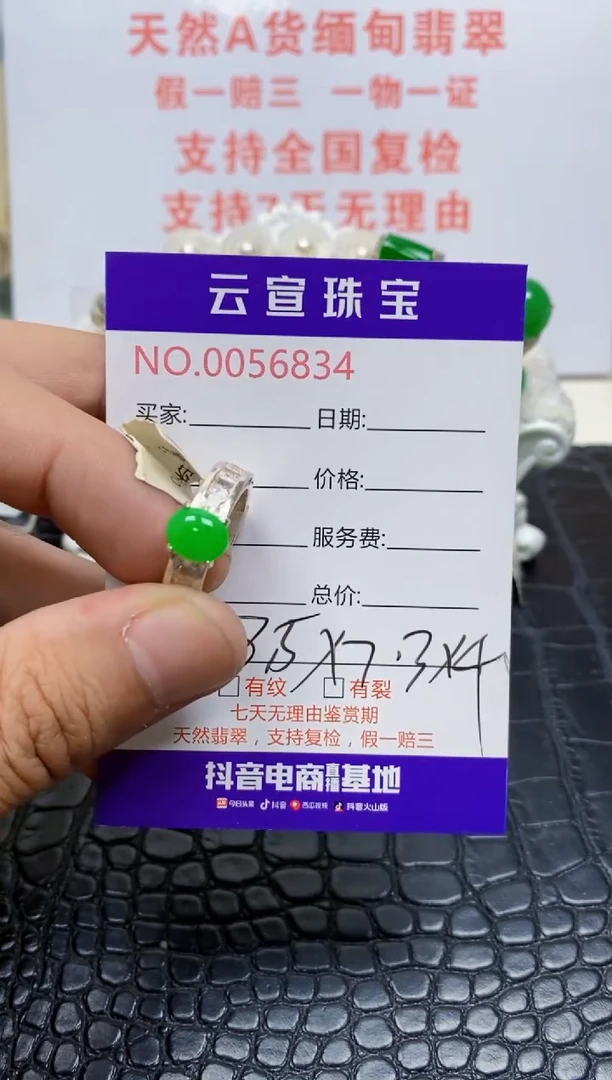 天然A货缅甸翡翠
假一赔三 一物一证
支持全国复检
支持7天无理由
云宣珠宝
NO.0056834
买家: 日期:
价格:
服务费:
总价:
35X7.3X4
有纹 有裂
七天无理由鉴赏期
天然翡翠，支持复检，假一赔三
抖音电商直播基地
今日头条 抖音 西瓜视频 抖音火山版